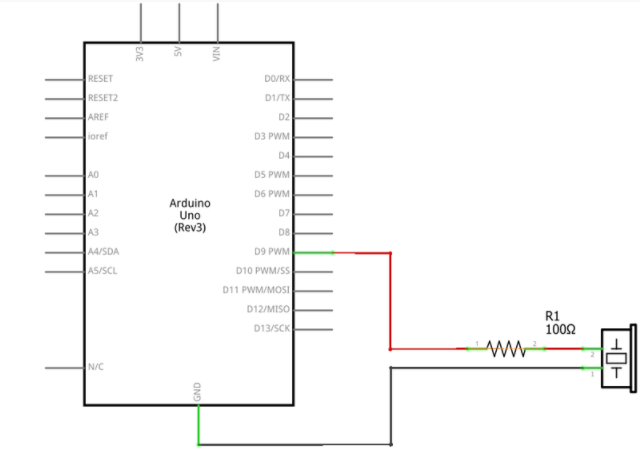 3V3
5V
VIN
RESET
D0/RX
RESET2
D1/TX
AREF
D2
ioref
D3 PWM
D4
A0
D5 PWM
A1
D6 PWM
A2
D7
A3
D8
A4/SDA
D9 PWM
A5/SCL
D10 PWM/SS
D11 PWM/MOSI
D12/MISO
D13/SCK
Arduino
Uno
(Rev3)
N/C
GND
R1
100Ω
1
2
2
1